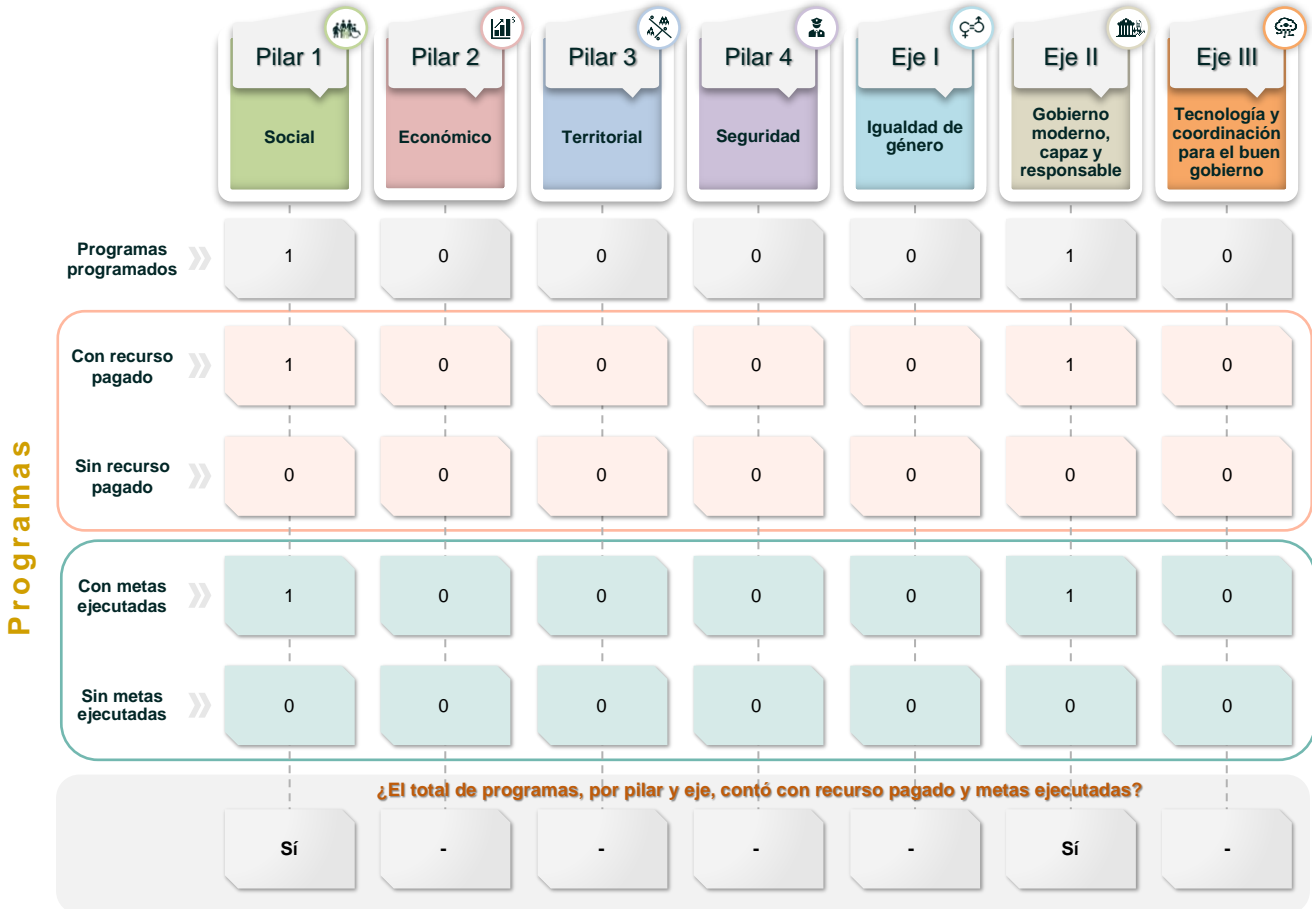 Pilar 1
Pilar 2
Pilar 3
Pilar 4
Eje I
Eje II
Eje III
Social
Económico
Territorial
Seguridad
Igualdad de
género
Gobierno
moderno,
capaz y
responsable
Tecnología y
coordinación
para el buen
gobierno
Programas
Programas
programados
1
0
0
0
0
1
0
Con recurso
pagado
1
0
0
0
0
1
0
Sin recurso
pagado
0
0
0
0
0
0
0
Con metas
ejecutadas
1
0
0
0
0
1
0
Sin metas
ejecutadas
0
0
0
0
0
0
0
¿El total de programas, por pilar y eje, contó con recurso pagado y metas ejecutadas?
Sí
-
-
-
-
Sí
-